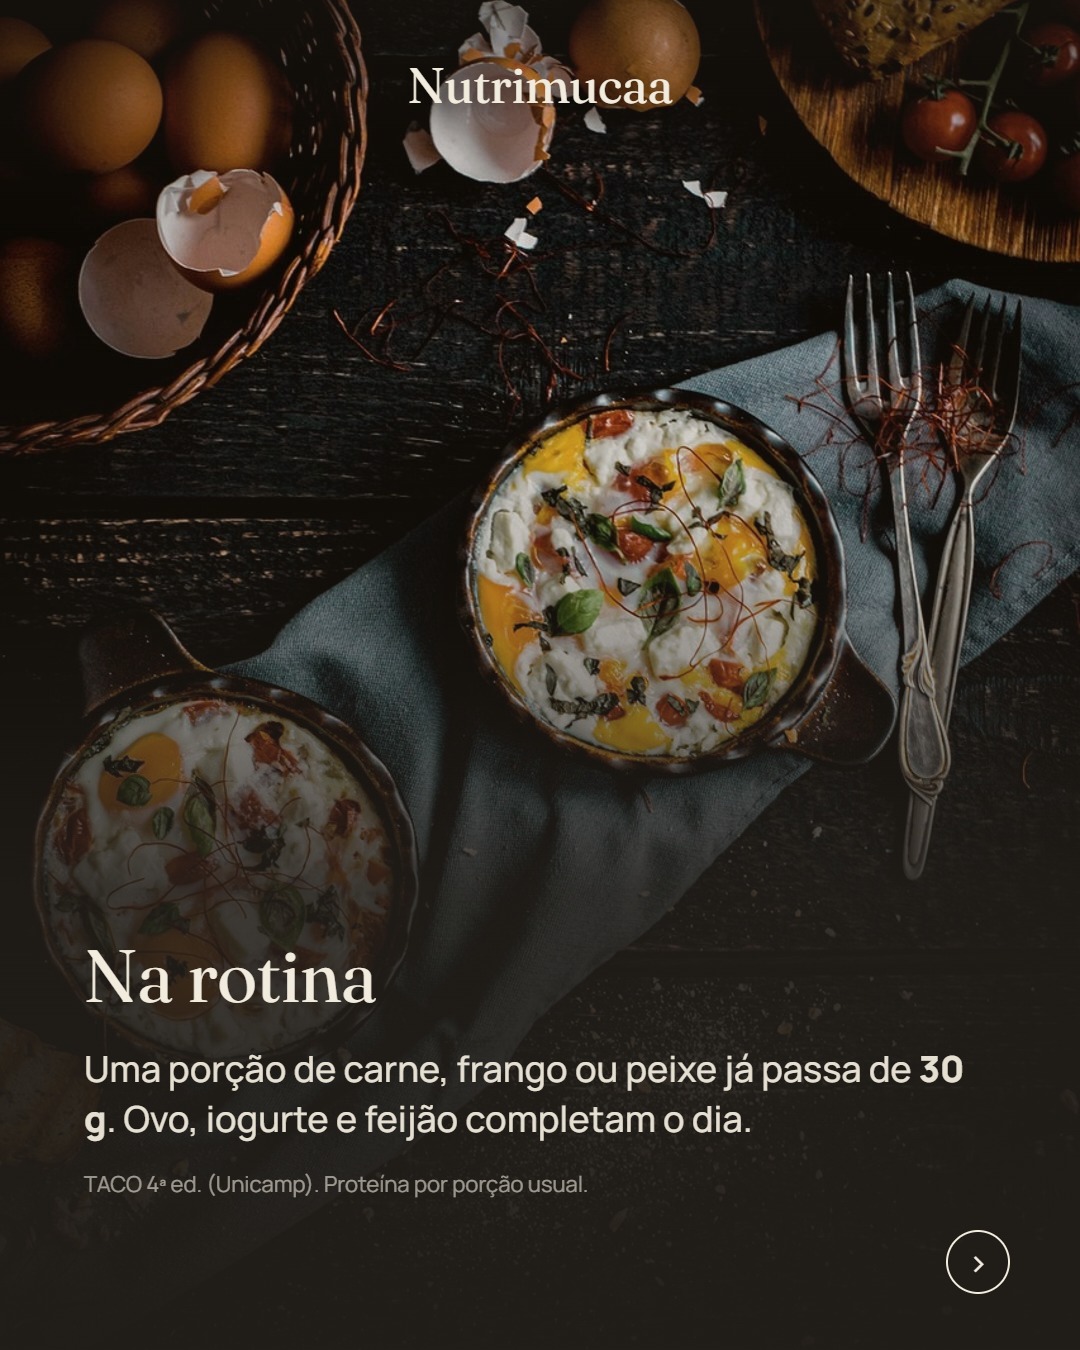 Nutrimucaa
Na rotina
Uma porção de carne, frango ou peixe já passa de 30
g. Ovo, iogurte e feijão completam o dia.
TACO 4ª ed. (Unicamp). Proteína por porção usual.